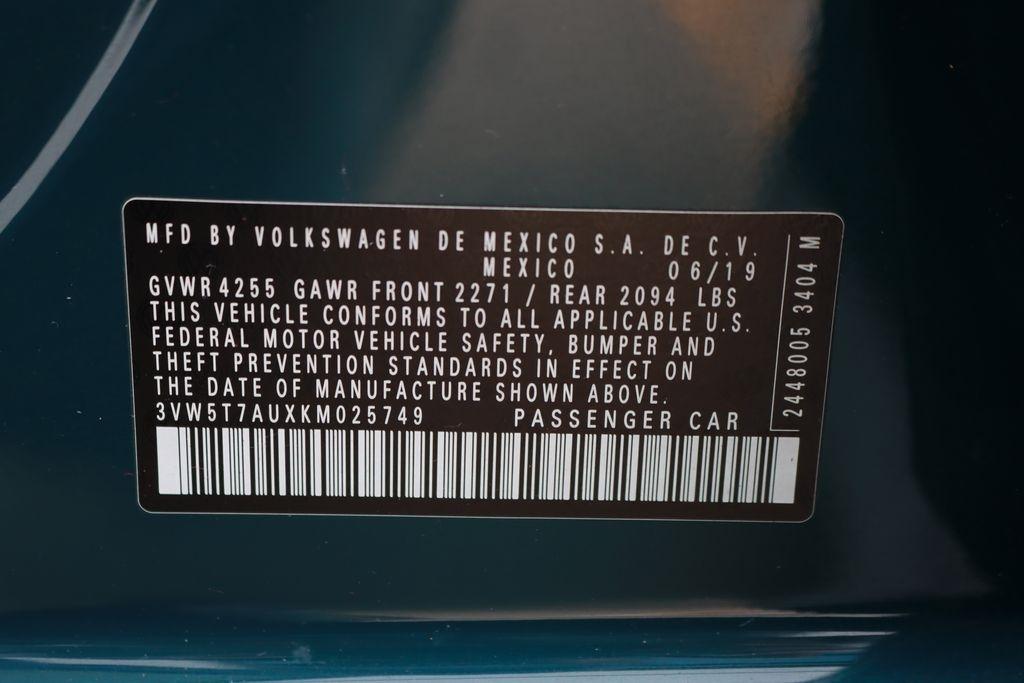 MFD BY VOLKSWAGEN DE MEXICO S.A. DE C.V.
MEXICO 06/19
GVWR 4255 GAWR FRONT 2271 / REAR 2094 LBS
THIS VEHICLE CONFORMS TO ALL APPLICABLE U.S.
FEDERAL MOTOR VEHICLE SAFETY, BUMPER AND
THEFT PREVENTION STANDARDS IN EFFECT ON
THE DATE OF MANUFACTURE SHOWN ABOVE.
3VW5T7AUXKM025749 PASSENGER CAR
2448005 3404 M